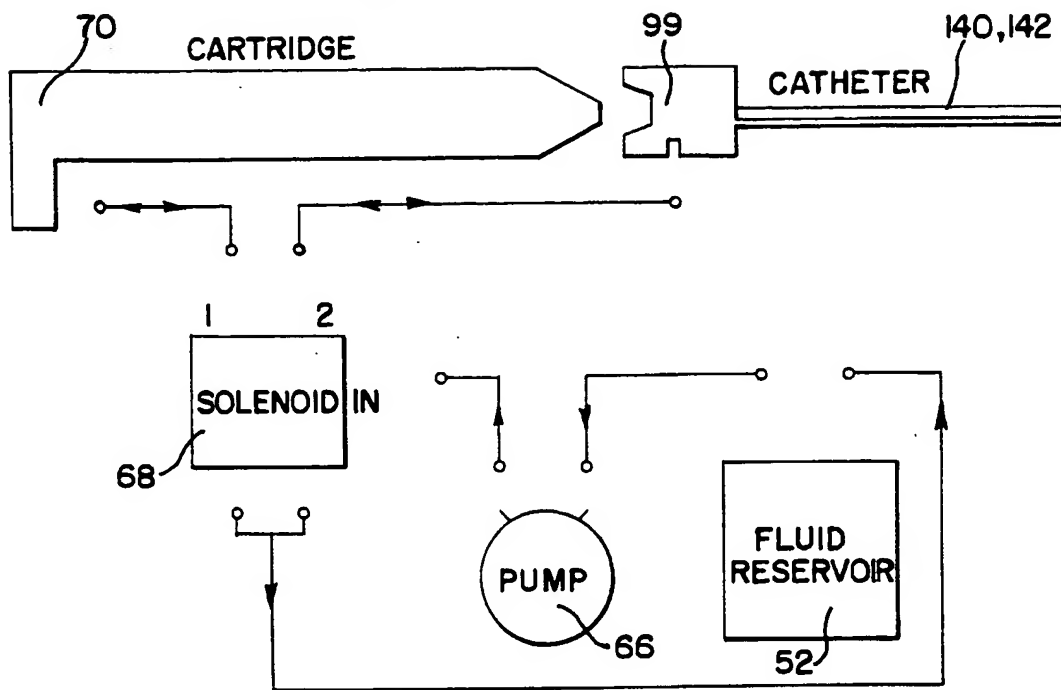 70
CARTRIDGE
99
140,142
CATHETER
1 2
SOLENOID IN
68
PUMP
66
FLUID
RESERVOIR
52